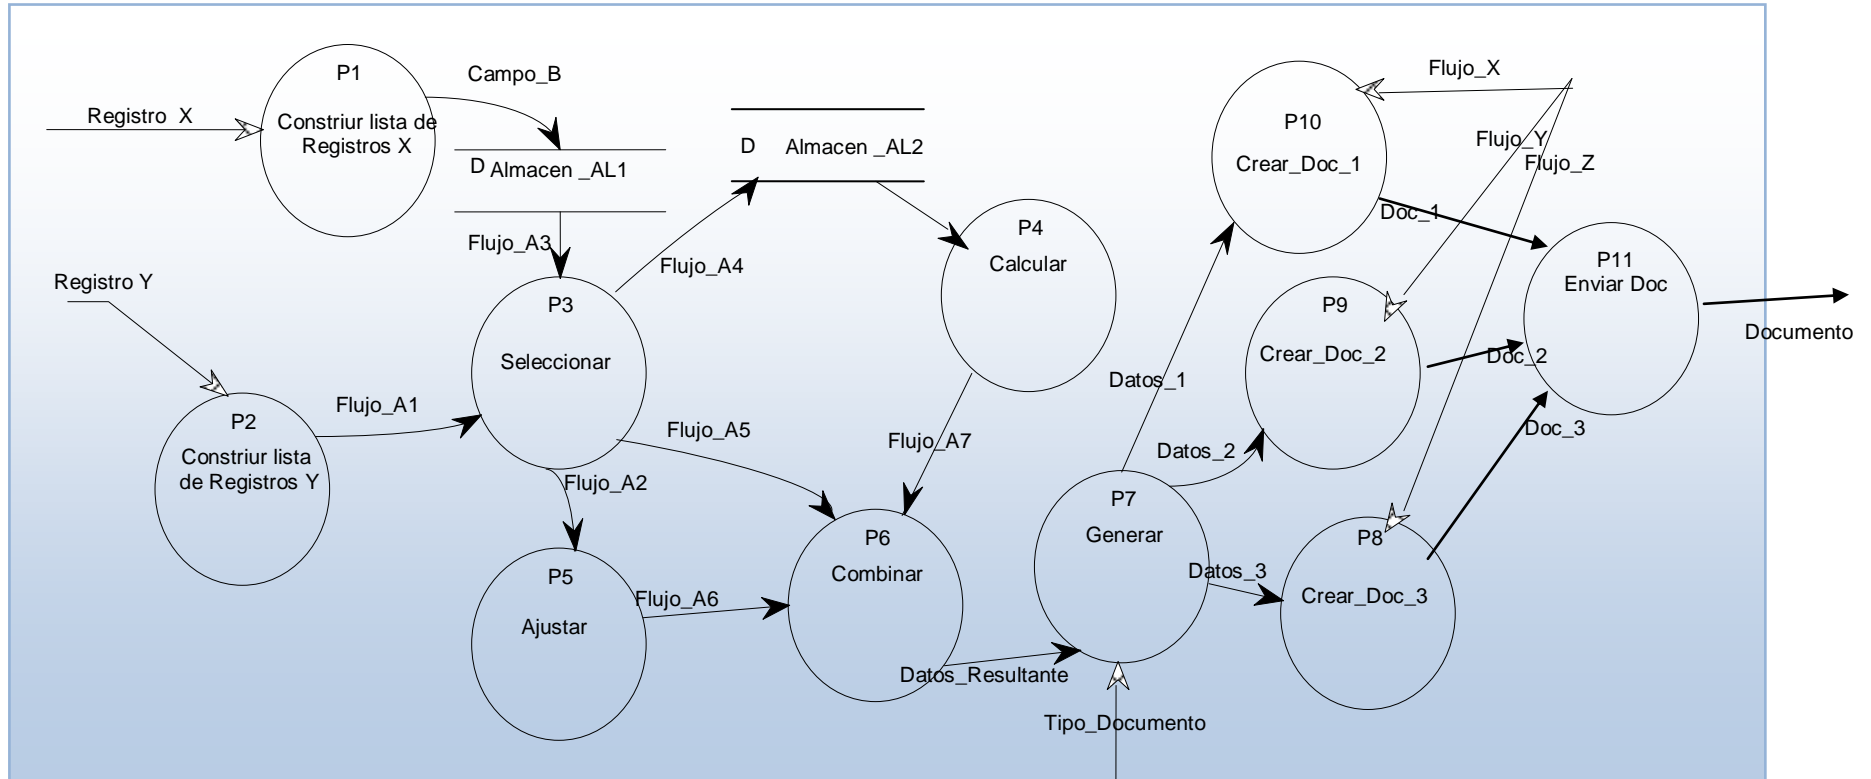 P1
Constriur lista de
Registros X
Registro  X
Campo_B
D Almacen _AL1
D Almacen _AL2
Flujo_A3
Flujo_A4
P4
Calcular
Registro Y
P3
Seleccionar
P2
Constriur lista
de Registros Y
Flujo_A1
Flujo_A2
Flujo_A5
Flujo_A7
P5
Ajustar
Flujo_A6
P6
Combinar
Datos_Resultante
P7
Generar
Tipo_Documento
Datos_1
Datos_2
Datos_3
P10
Crear_Doc_1
Flujo_X
Flujo_Y
Flujo_Z
Doc_1
P9
Crear_Doc_2
Doc_2
P8
Crear_Doc_3
Doc_3
P11
Enviar Doc
Documento